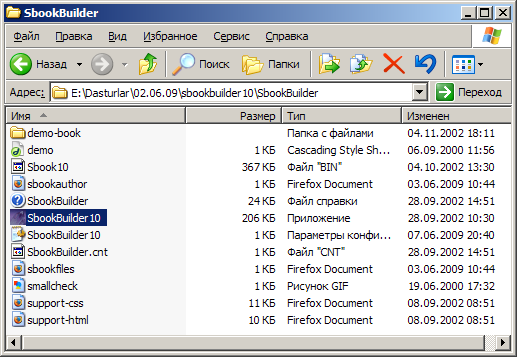 SbookBuilder
Файл Правка Вид Избранное Сервис Справка
Назад Поиск Папки
Адрес: E:\Dasturlar\02.06.09\sbookbuilder10\SbookBuilder Переход
Имя Размер Тип Изменен
demo-book Папка с файлами 04.11.2002 18:11
demo 1 КБ Cascading Style Sh... 06.09.2000 11:56
Sbook10 367 КБ Файл "BIN" 04.10.2002 13:30
sbookauthor 1 КБ Firefox Document 03.06.2009 10:44
SbookBuilder 24 КБ Файл справки 28.09.2002 14:51
SbookBuilder10 206 КБ Приложение 28.09.2002 10:30
SbookBuilder10 1 КБ Параметры конфи... 07.06.2009 20:40
SbookBuilder.cnt 1 КБ Файл "CNT" 28.09.2002 14:51
sbookfiles 1 КБ Firefox Document 03.06.2009 10:44
smallcheck 1 КБ Рисунок GIF 19.06.2000 17:32
support-css 11 КБ Firefox Document 08.09.2002 08:51
support-html 10 КБ Firefox Document 08.09.2002 08:51